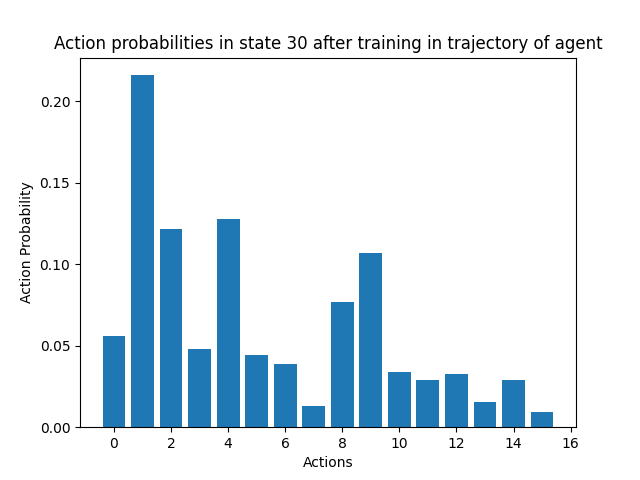 Action probabilities in state 30 after training in trajectory of agent
0.20
0.15
0.10
0.05
0.00
Action Probability
0 2 4 6 8 10 12 14 16
Actions